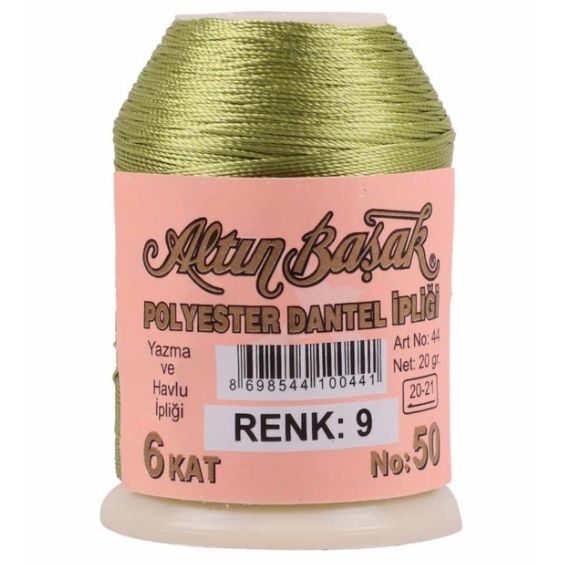 Altın Başak®
POLYESTER DANTEL İPLİĞİ
Yazma
ve
Havlu
İpliği
8 698544 100441
Art No: 44
Net: 20 gr.
20-21
RENK: 9
6 KAT
No: 50